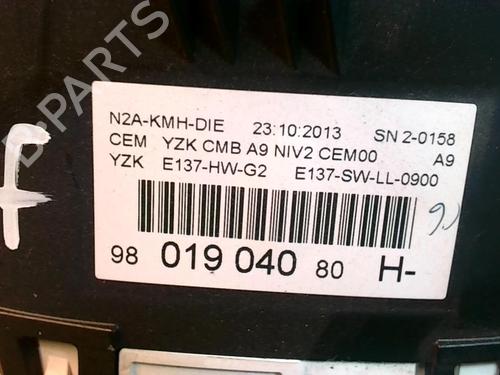 B-PARTS
N2A-KMH-DIE 23:10:2013 SN 2-0158
CEM YZK CMB A9 NIV2 CEM00 A9
YZK E137-HW-G2 E137-SW-LL-0900
98 019 040 80 H-